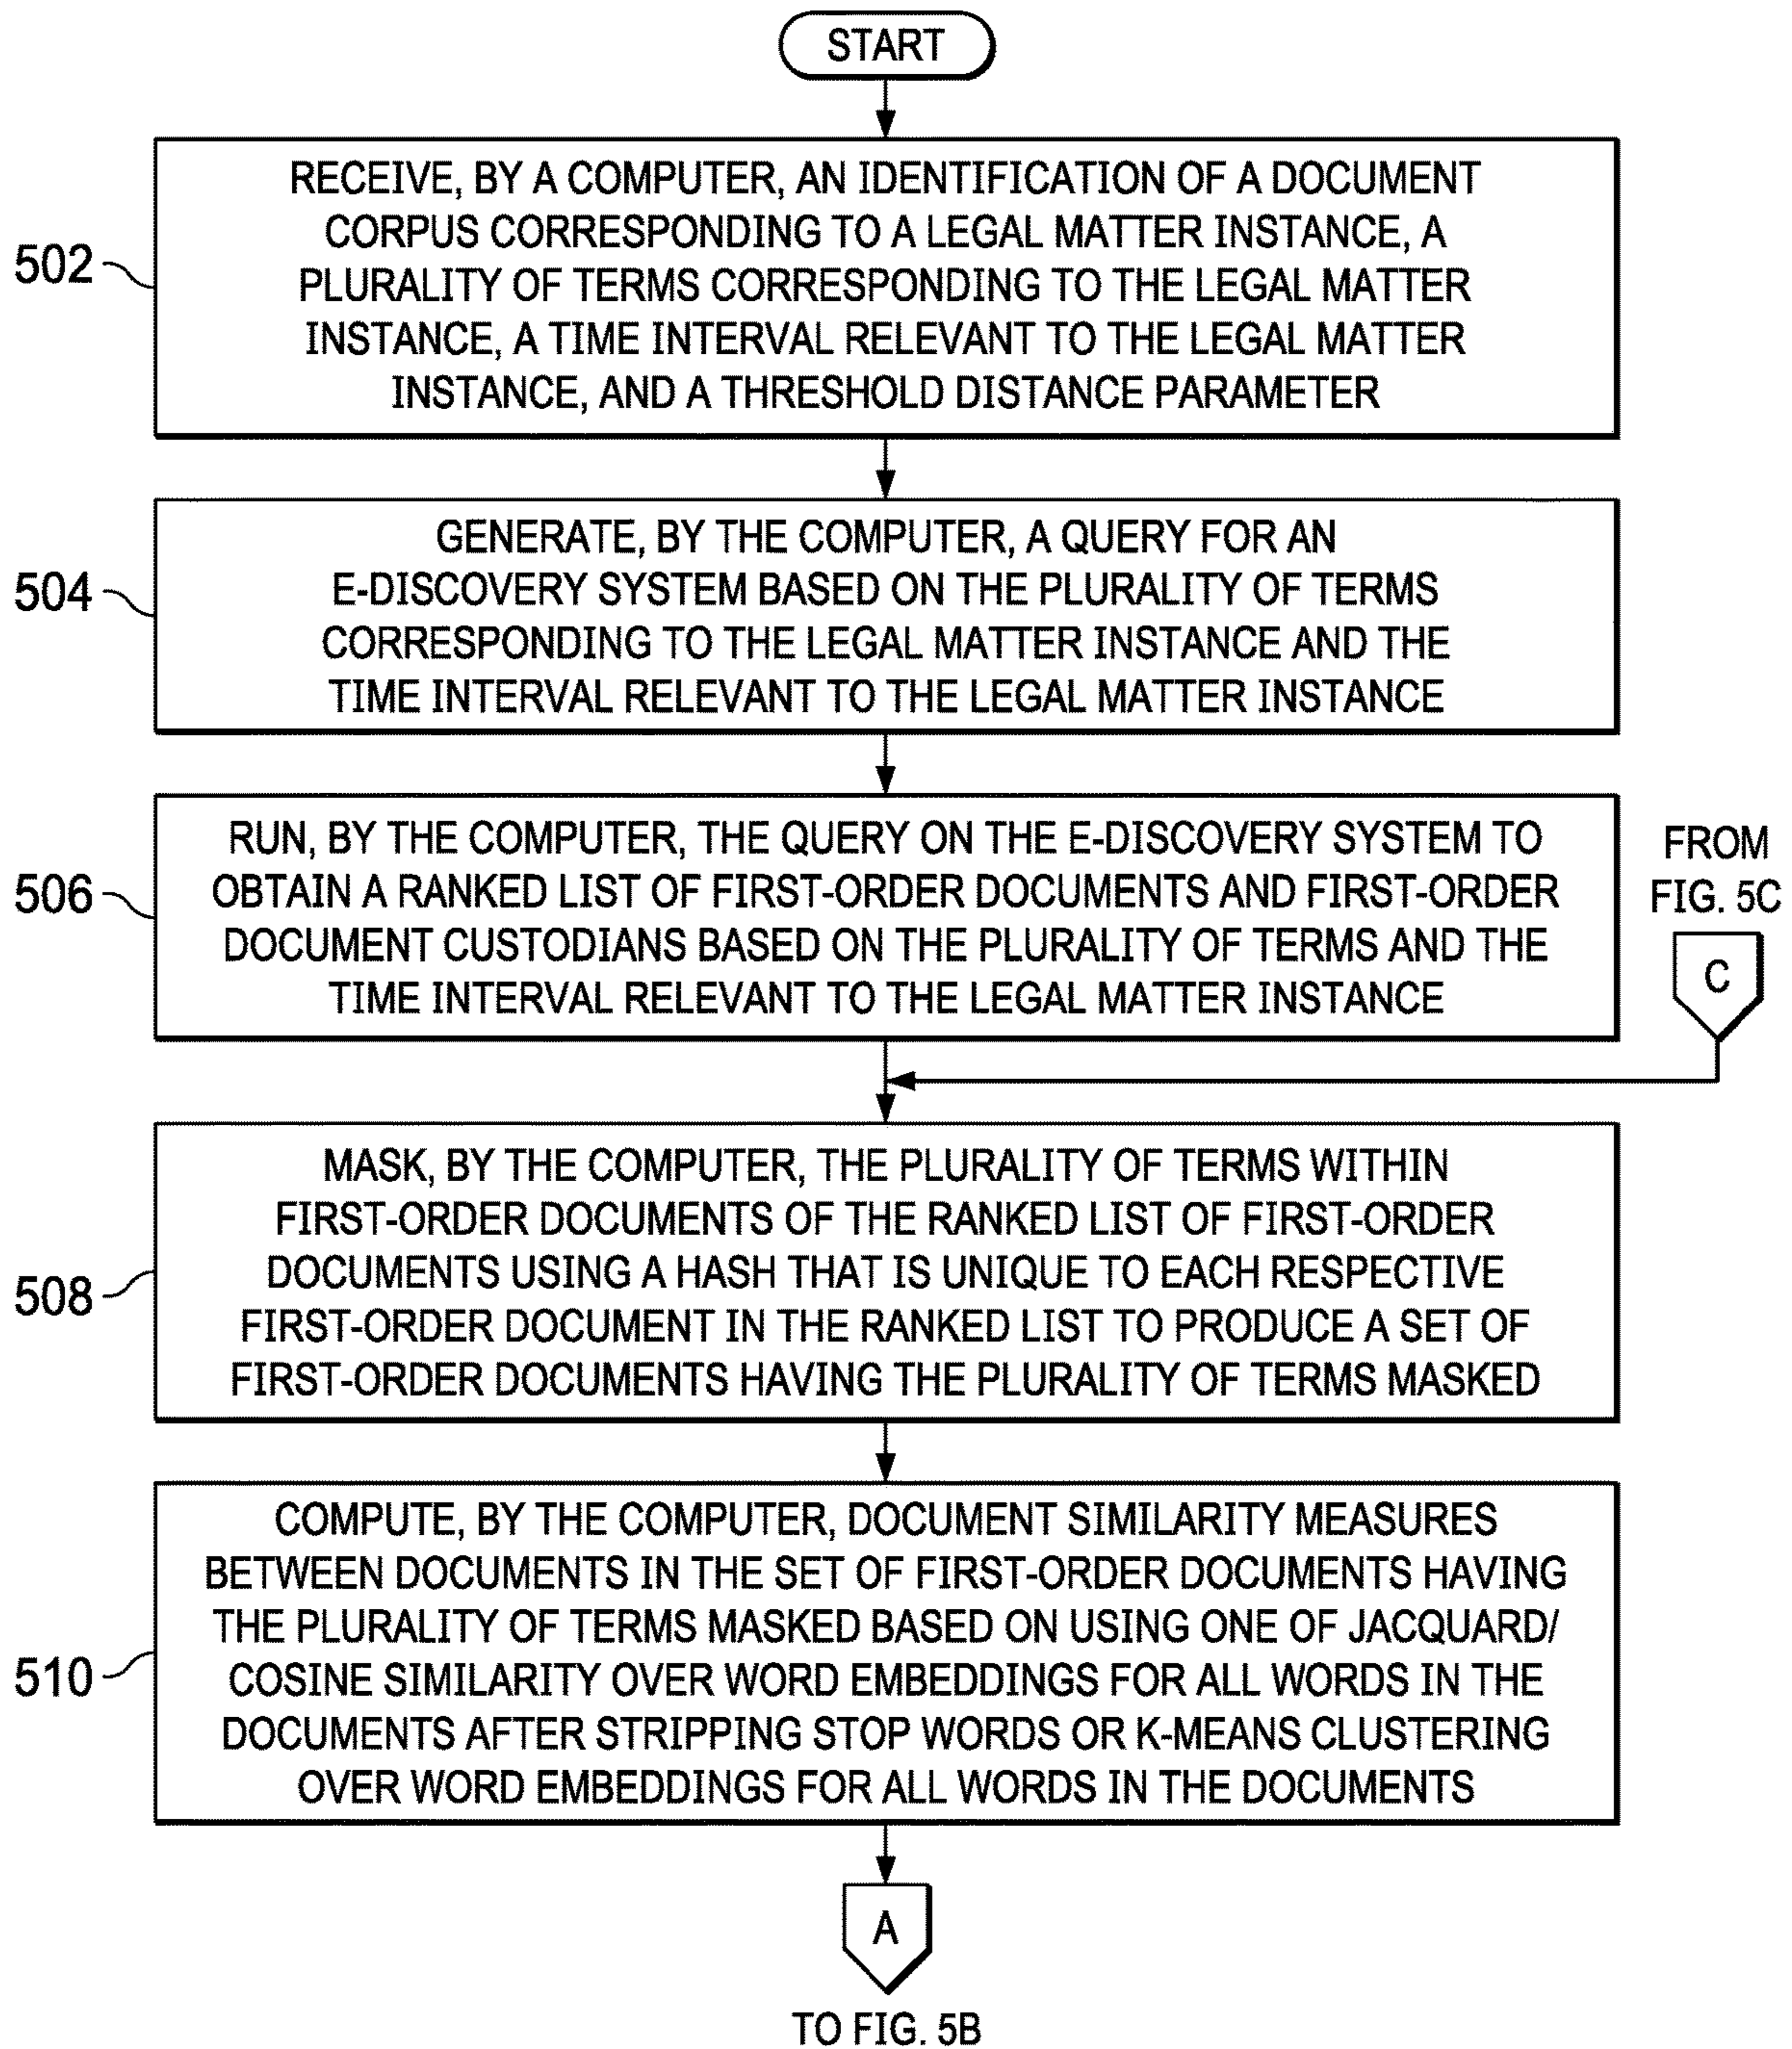 START
502
RECEIVE, BY A COMPUTER, AN IDENTIFICATION OF A DOCUMENT
CORPUS CORRESPONDING TO A LEGAL MATTER INSTANCE, A
PLURALITY OF TERMS CORRESPONDING TO THE LEGAL MATTER
INSTANCE, A TIME INTERVAL RELEVANT TO THE LEGAL MATTER
INSTANCE, AND A THRESHOLD DISTANCE PARAMETER
504
GENERATE, BY THE COMPUTER, A QUERY FOR AN
E-DISCOVERY SYSTEM BASED ON THE PLURALITY OF TERMS
CORRESPONDING TO THE LEGAL MATTER INSTANCE AND THE
TIME INTERVAL RELEVANT TO THE LEGAL MATTER INSTANCE
506
RUN, BY THE COMPUTER, THE QUERY ON THE E-DISCOVERY SYSTEM TO
OBTAIN A RANKED LIST OF FIRST-ORDER DOCUMENTS AND FIRST-ORDER
DOCUMENT CUSTODIANS BASED ON THE PLURALITY OF TERMS AND THE
TIME INTERVAL RELEVANT TO THE LEGAL MATTER INSTANCE
FROM
FIG. 5C
C
508
MASK, BY THE COMPUTER, THE PLURALITY OF TERMS WITHIN
FIRST-ORDER DOCUMENTS OF THE RANKED LIST OF FIRST-ORDER
DOCUMENTS USING A HASH THAT IS UNIQUE TO EACH RESPECTIVE
FIRST-ORDER DOCUMENT IN THE RANKED LIST TO PRODUCE A SET OF
FIRST-ORDER DOCUMENTS HAVING THE PLURALITY OF TERMS MASKED
510
COMPUTE, BY THE COMPUTER, DOCUMENT SIMILARITY MEASURES
BETWEEN DOCUMENTS IN THE SET OF FIRST-ORDER DOCUMENTS HAVING
THE PLURALITY OF TERMS MASKED BASED ON USING ONE OF JACQUARD/
COSINE SIMILARITY OVER WORD EMBEDDINGS FOR ALL WORDS IN THE
DOCUMENTS AFTER STRIPPING STOP WORDS OR K-MEANS CLUSTERING
OVER WORD EMBEDDINGS FOR ALL WORDS IN THE DOCUMENTS
A
TO FIG. 5B